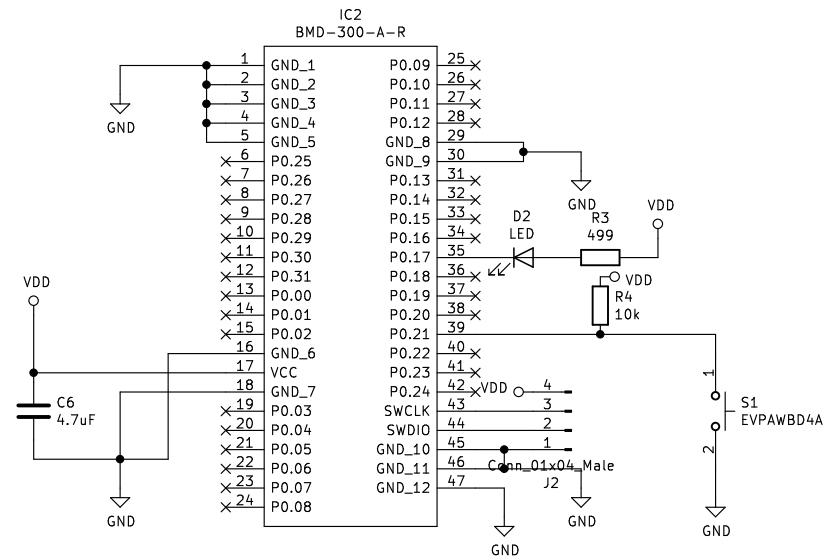 IC2
BMD-300-A-R
1 GND_1 P0.09 25
2 GND_2 P0.10 26
3 GND_3 P0.11 27
4 GND_4 P0.12 28
5 GND_5 GND_8 29
6 P0.25 GND_9 30
7 P0.26 P0.13 31
8 P0.27 P0.14 32
9 P0.28 P0.15 33
10 P0.29 P0.16 34
11 P0.30 P0.17 35
12 P0.31 P0.18 36
13 P0.00 P0.19 37
14 P0.01 P0.20 38
15 P0.02 P0.21 39
16 GND_6 P0.22 40
17 VCC P0.23 41
18 GND_7 P0.24 42
19 P0.03 SWCLK 43
20 P0.04 SWDIO 44
21 P0.05 GND_10 45
22 P0.06 GND_11 46
23 P0.07 GND_12 47
24 P0.08
GND
GND
D2
LED
R3
499
VDD
VDD
R4
10k
VDD
C6
4.7uF
GND
VDD 4
3
2
1
Conn_01x04_Male
J2
GND
GND
1
S1
EVPAWBD4A
2
GND